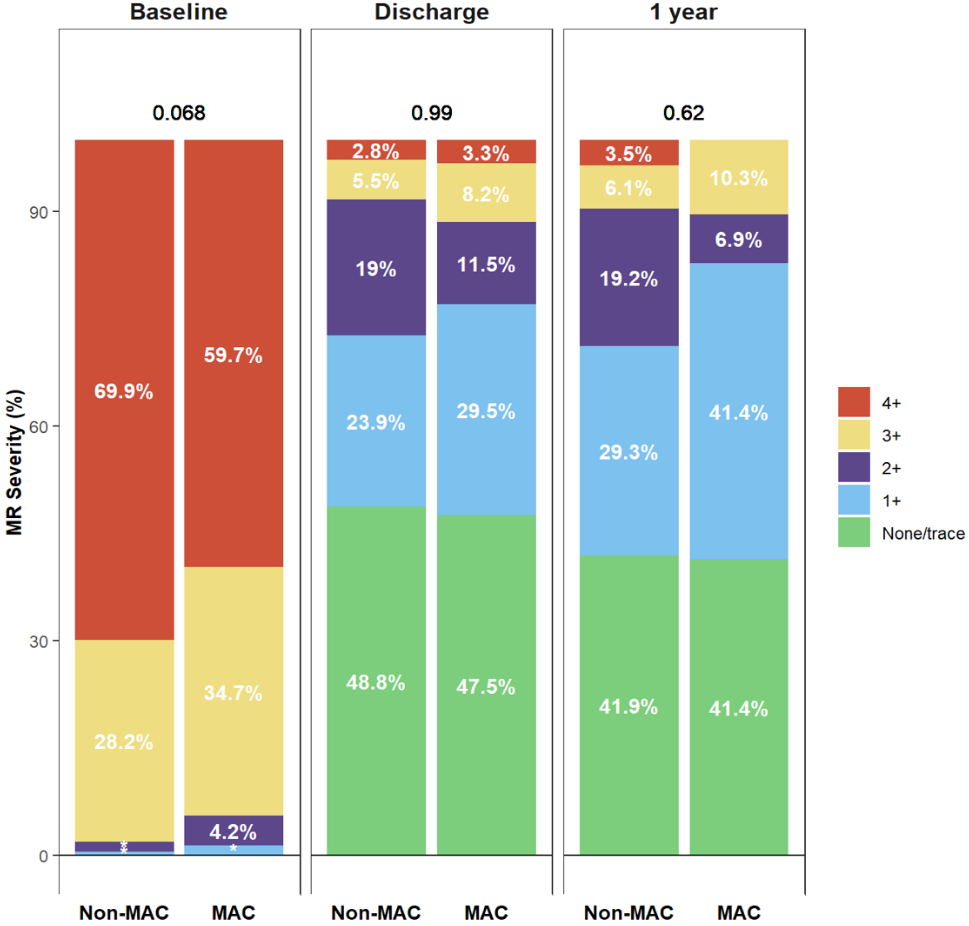 Baseline Discharge 1 year
0.068 0.99 0.62
2.8% 3.3% 3.5%
5.5% 8.2% 6.1% 10.3%
90
19% 11.5% 19.2% 6.9%
69.9% 59.7%
23.9% 29.5% 29.3% 41.4%
60
MR Severity (%)
30
28.2% 34.7%
48.8% 47.5% 41.9% 41.4%
* 4.2%
* *
0
Non-MAC MAC Non-MAC MAC Non-MAC MAC
4+
3+
2+
1+
None/trace